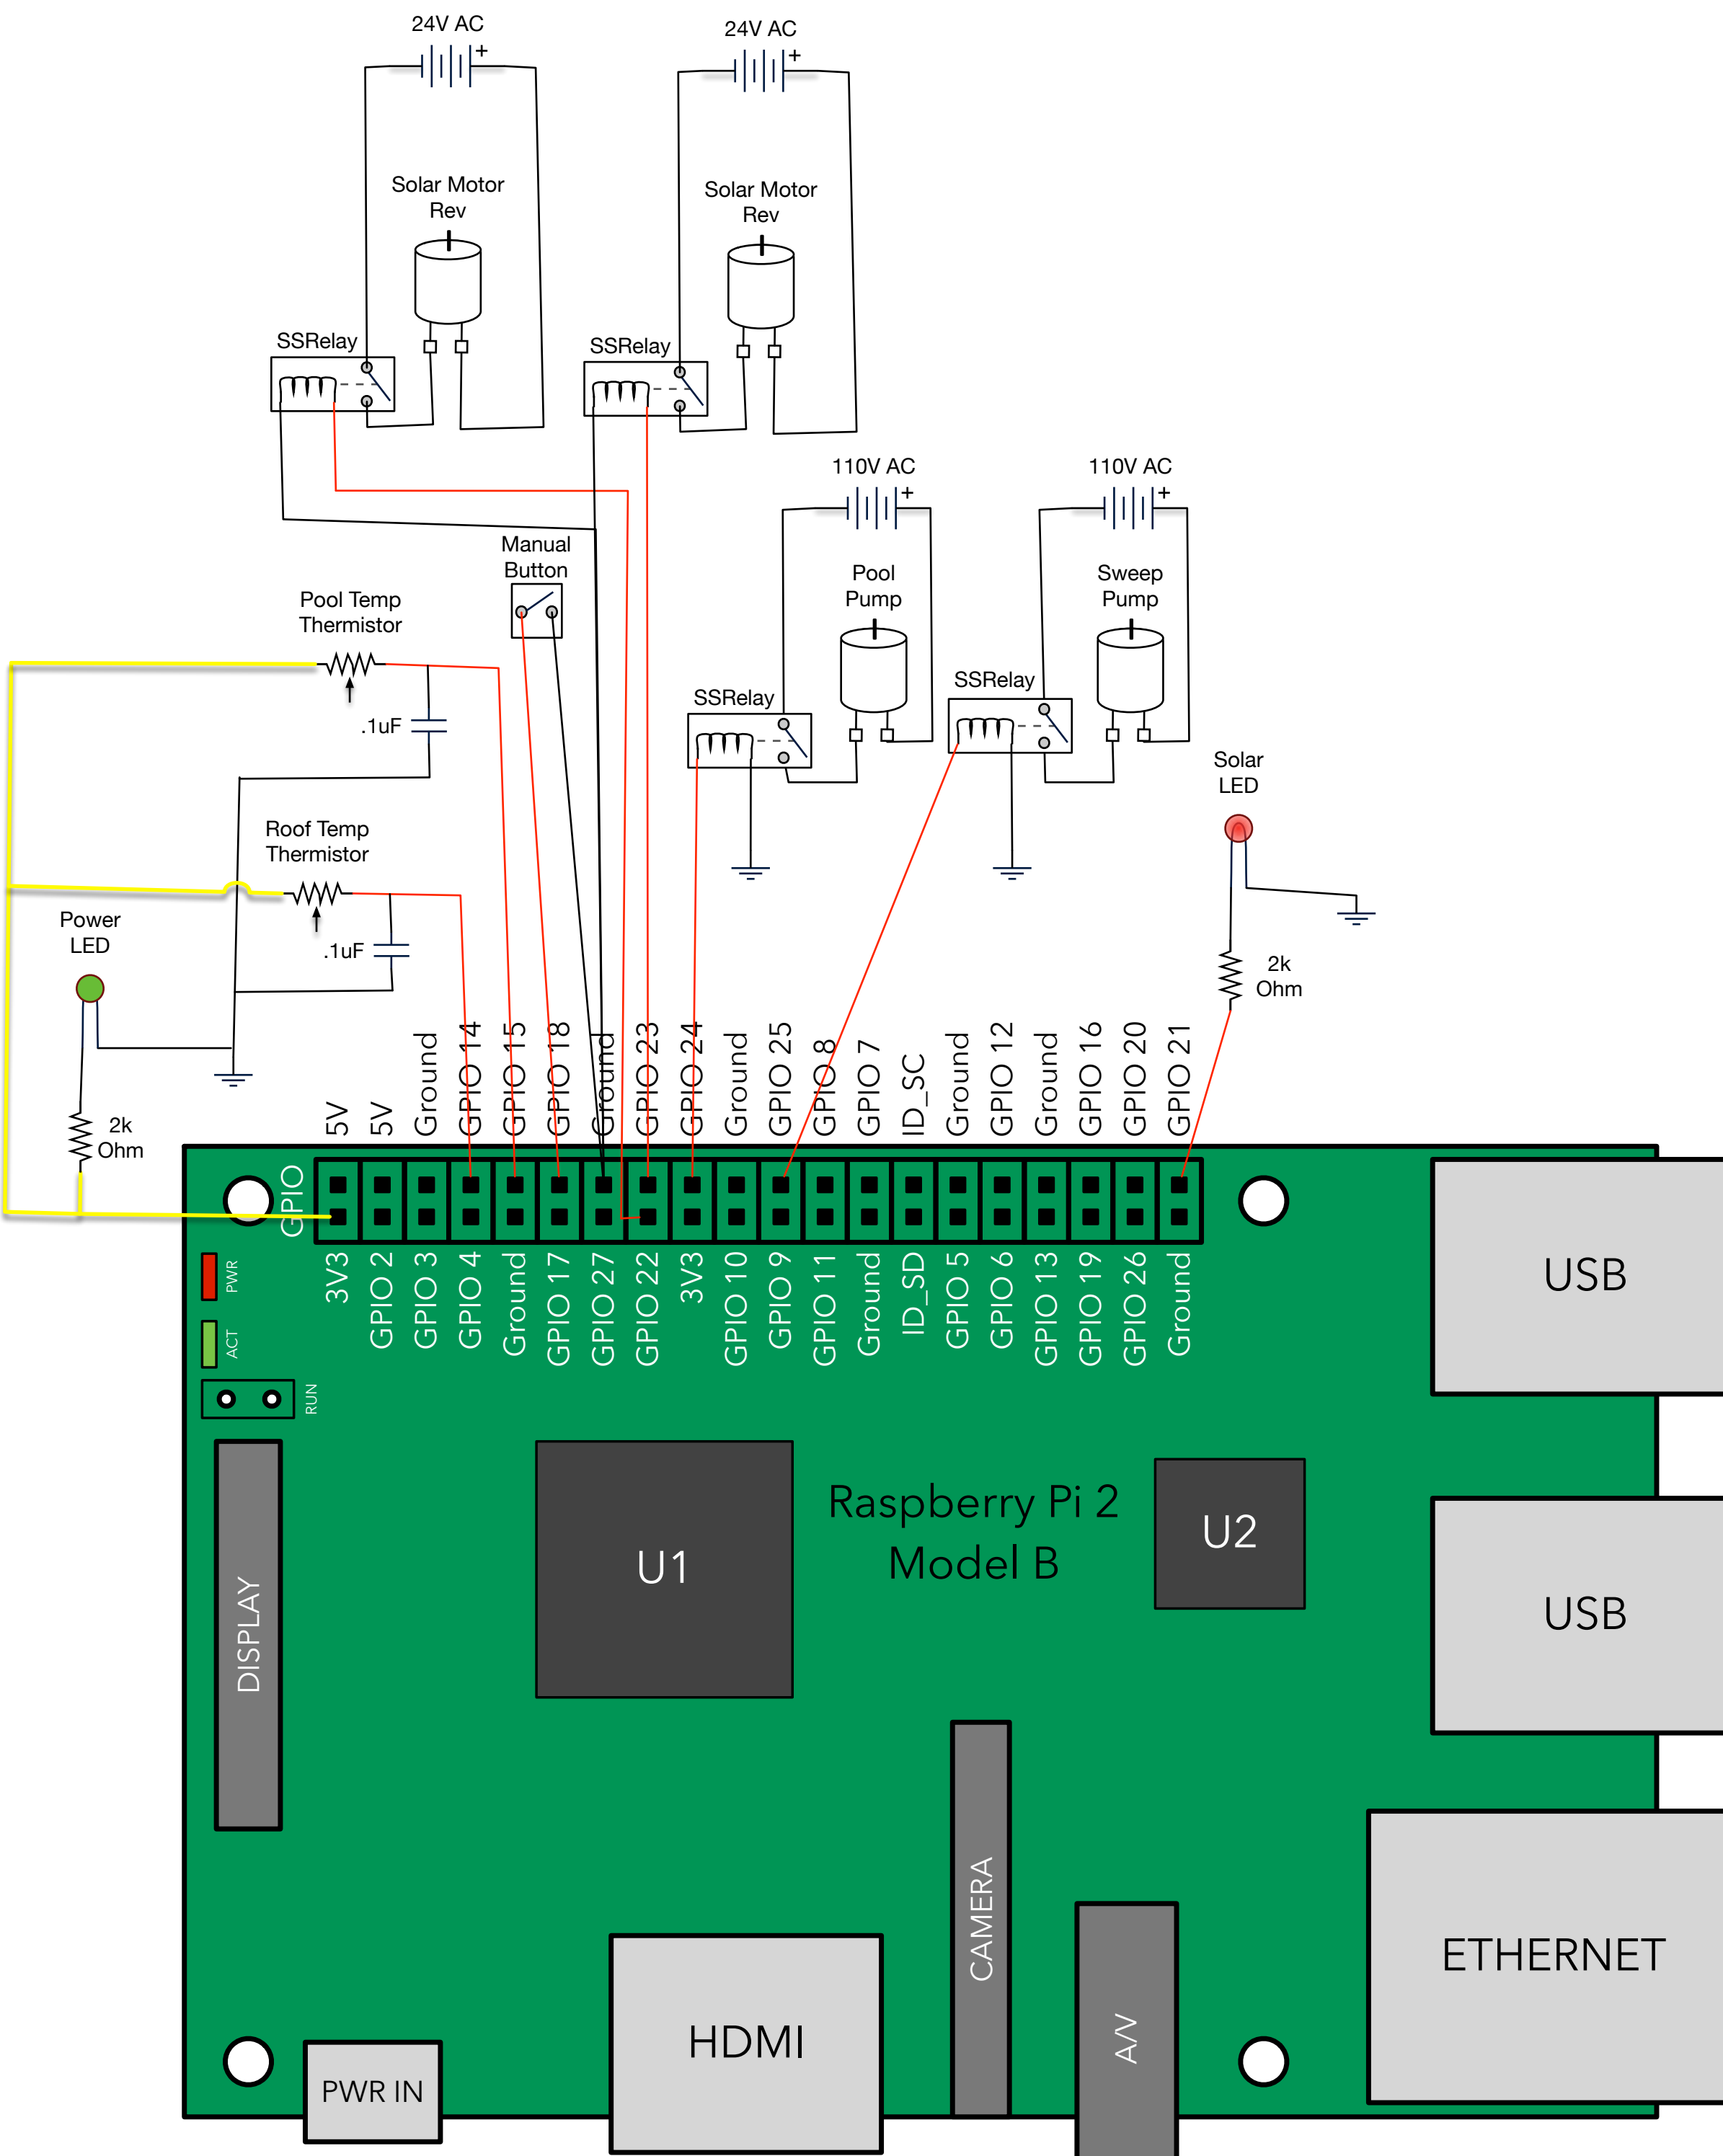 24V AC
+
24V AC
+
Solar Motor
Rev
Solar Motor
Rev
SSRelay
SSRelay
110V AC
+
110V AC
+
Manual
Button
Pool
Pump
Sweep
Pump
Pool Temp
Thermistor
SSRelay
SSRelay
.1uF
Solar
LED
Roof Temp
Thermistor
Power
LED
.1uF
2k
Ohm
2k
Ohm
5V
5V
Ground
GPIO 14
GPIO 15
GPIO 18
Ground
GPIO 23
GPIO 24
Ground
GPIO 25
GPIO 8
GPIO 7
ID_SC
Ground
GPIO 12
Ground
GPIO 16
GPIO 20
GPIO 21
GPIO
3V3
GPIO 2
GPIO 3
GPIO 4
Ground
GPIO 17
GPIO 27
GPIO 22
3V3
GPIO 10
GPIO 9
GPIO 11
Ground
ID_SD
GPIO 5
GPIO 6
GPIO 13
GPIO 19
GPIO 26
Ground
PWR
ACT
RUN
USB
Raspberry Pi 2
Model B
U1
U2
USB
DISPLAY
CAMERA
ETHERNET
HDMI
A/V
PWR IN